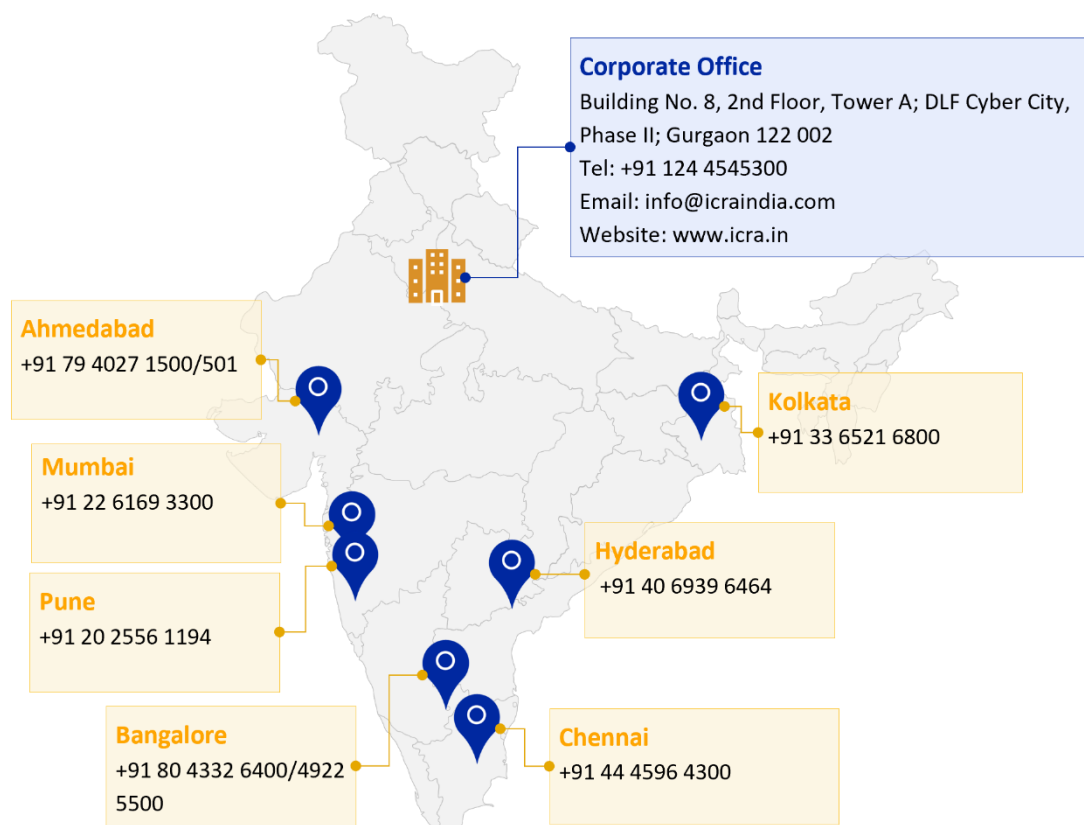 Corporate Office
Building No. 8, 2nd Floor, Tower A; DLF Cyber City,
Phase II; Gurgaon 122 002
Tel: +91 124 4545300
Email: info@icraindia.com
Website: www.icra.in
Ahmedabad
+91 79 4027 1500/501
Kolkata
+91 33 6521 6800
Mumbai
+91 22 6169 3300
Hyderabad
+91 40 6939 6464
Pune
+91 20 2556 1194
Bangalore
+91 80 4332 6400/4922
5500
Chennai
+91 44 4596 4300